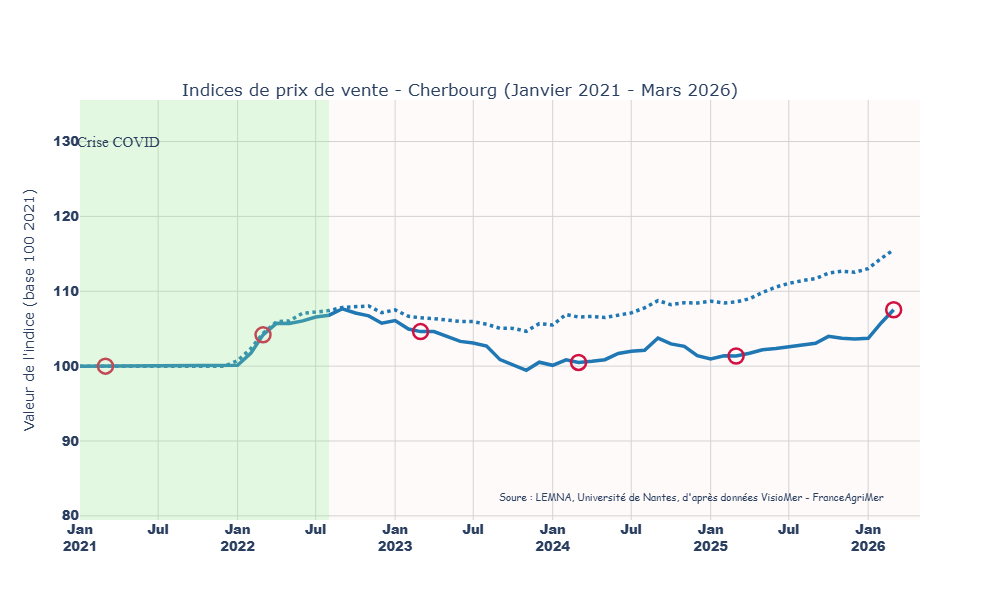 Indices de prix de vente - Cherbourg (Janvier 2021 - Mars 2026)
Valeur de l'indice (base 100 2021)
130
Crise COVID
120
110
100
90
80
Soure : LEMNA, Université de Nantes, d'après données VisioMer - FranceAgriMer
Jan Jul Jan Jul Jan Jul Jan Jul Jan Jul Jan
2021 2022 2023 2024 2025 2026